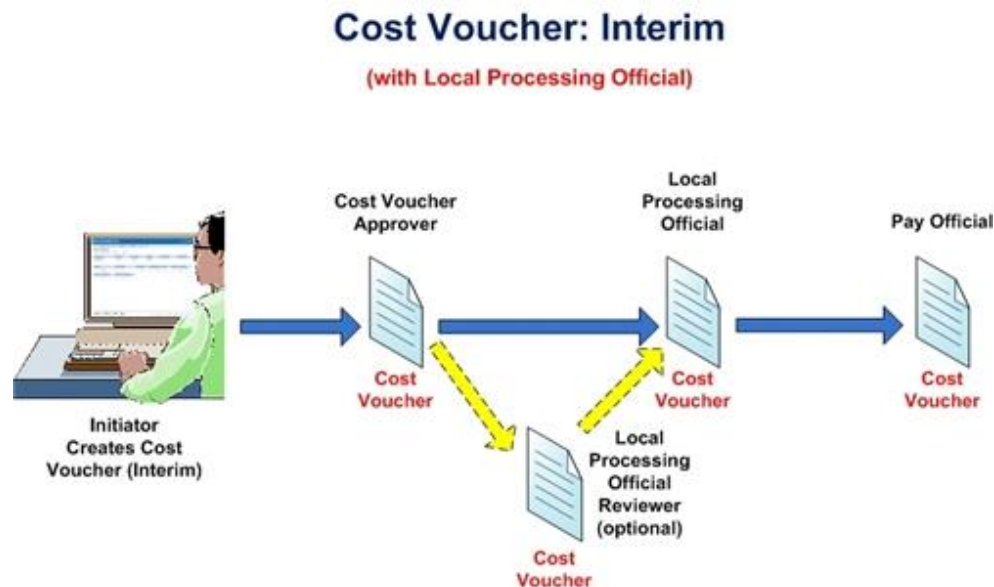 Cost Voucher: Interim
(with Local Processing Official)
Cost Voucher
Approver
Local
Processing
Official
Pay Official
Cost
Voucher
Cost
Voucher
Cost
Voucher
Initiator
Creates Cost
Voucher (Interim)
Local
Processing
Official
Reviewer
(optional)
Cost
Voucher